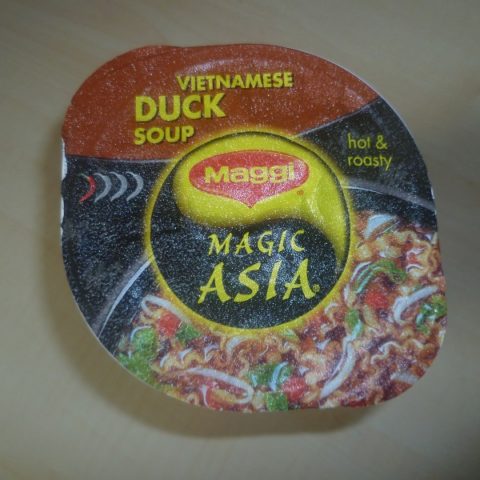 VIETNAMESE
DUCK
SOUP
hot &
roasty
Maggi
MAGIC
ASIA